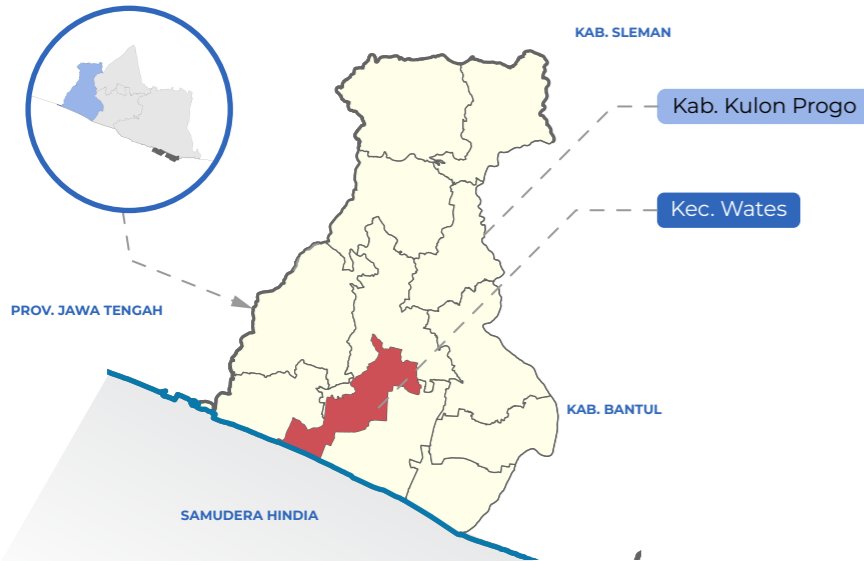 KAB. SLEMAN
Kab. Kulon Progo
Kec. Wates
PROV. JAWA TENGAH
KAB. BANTUL
SAMUDERA HINDIA